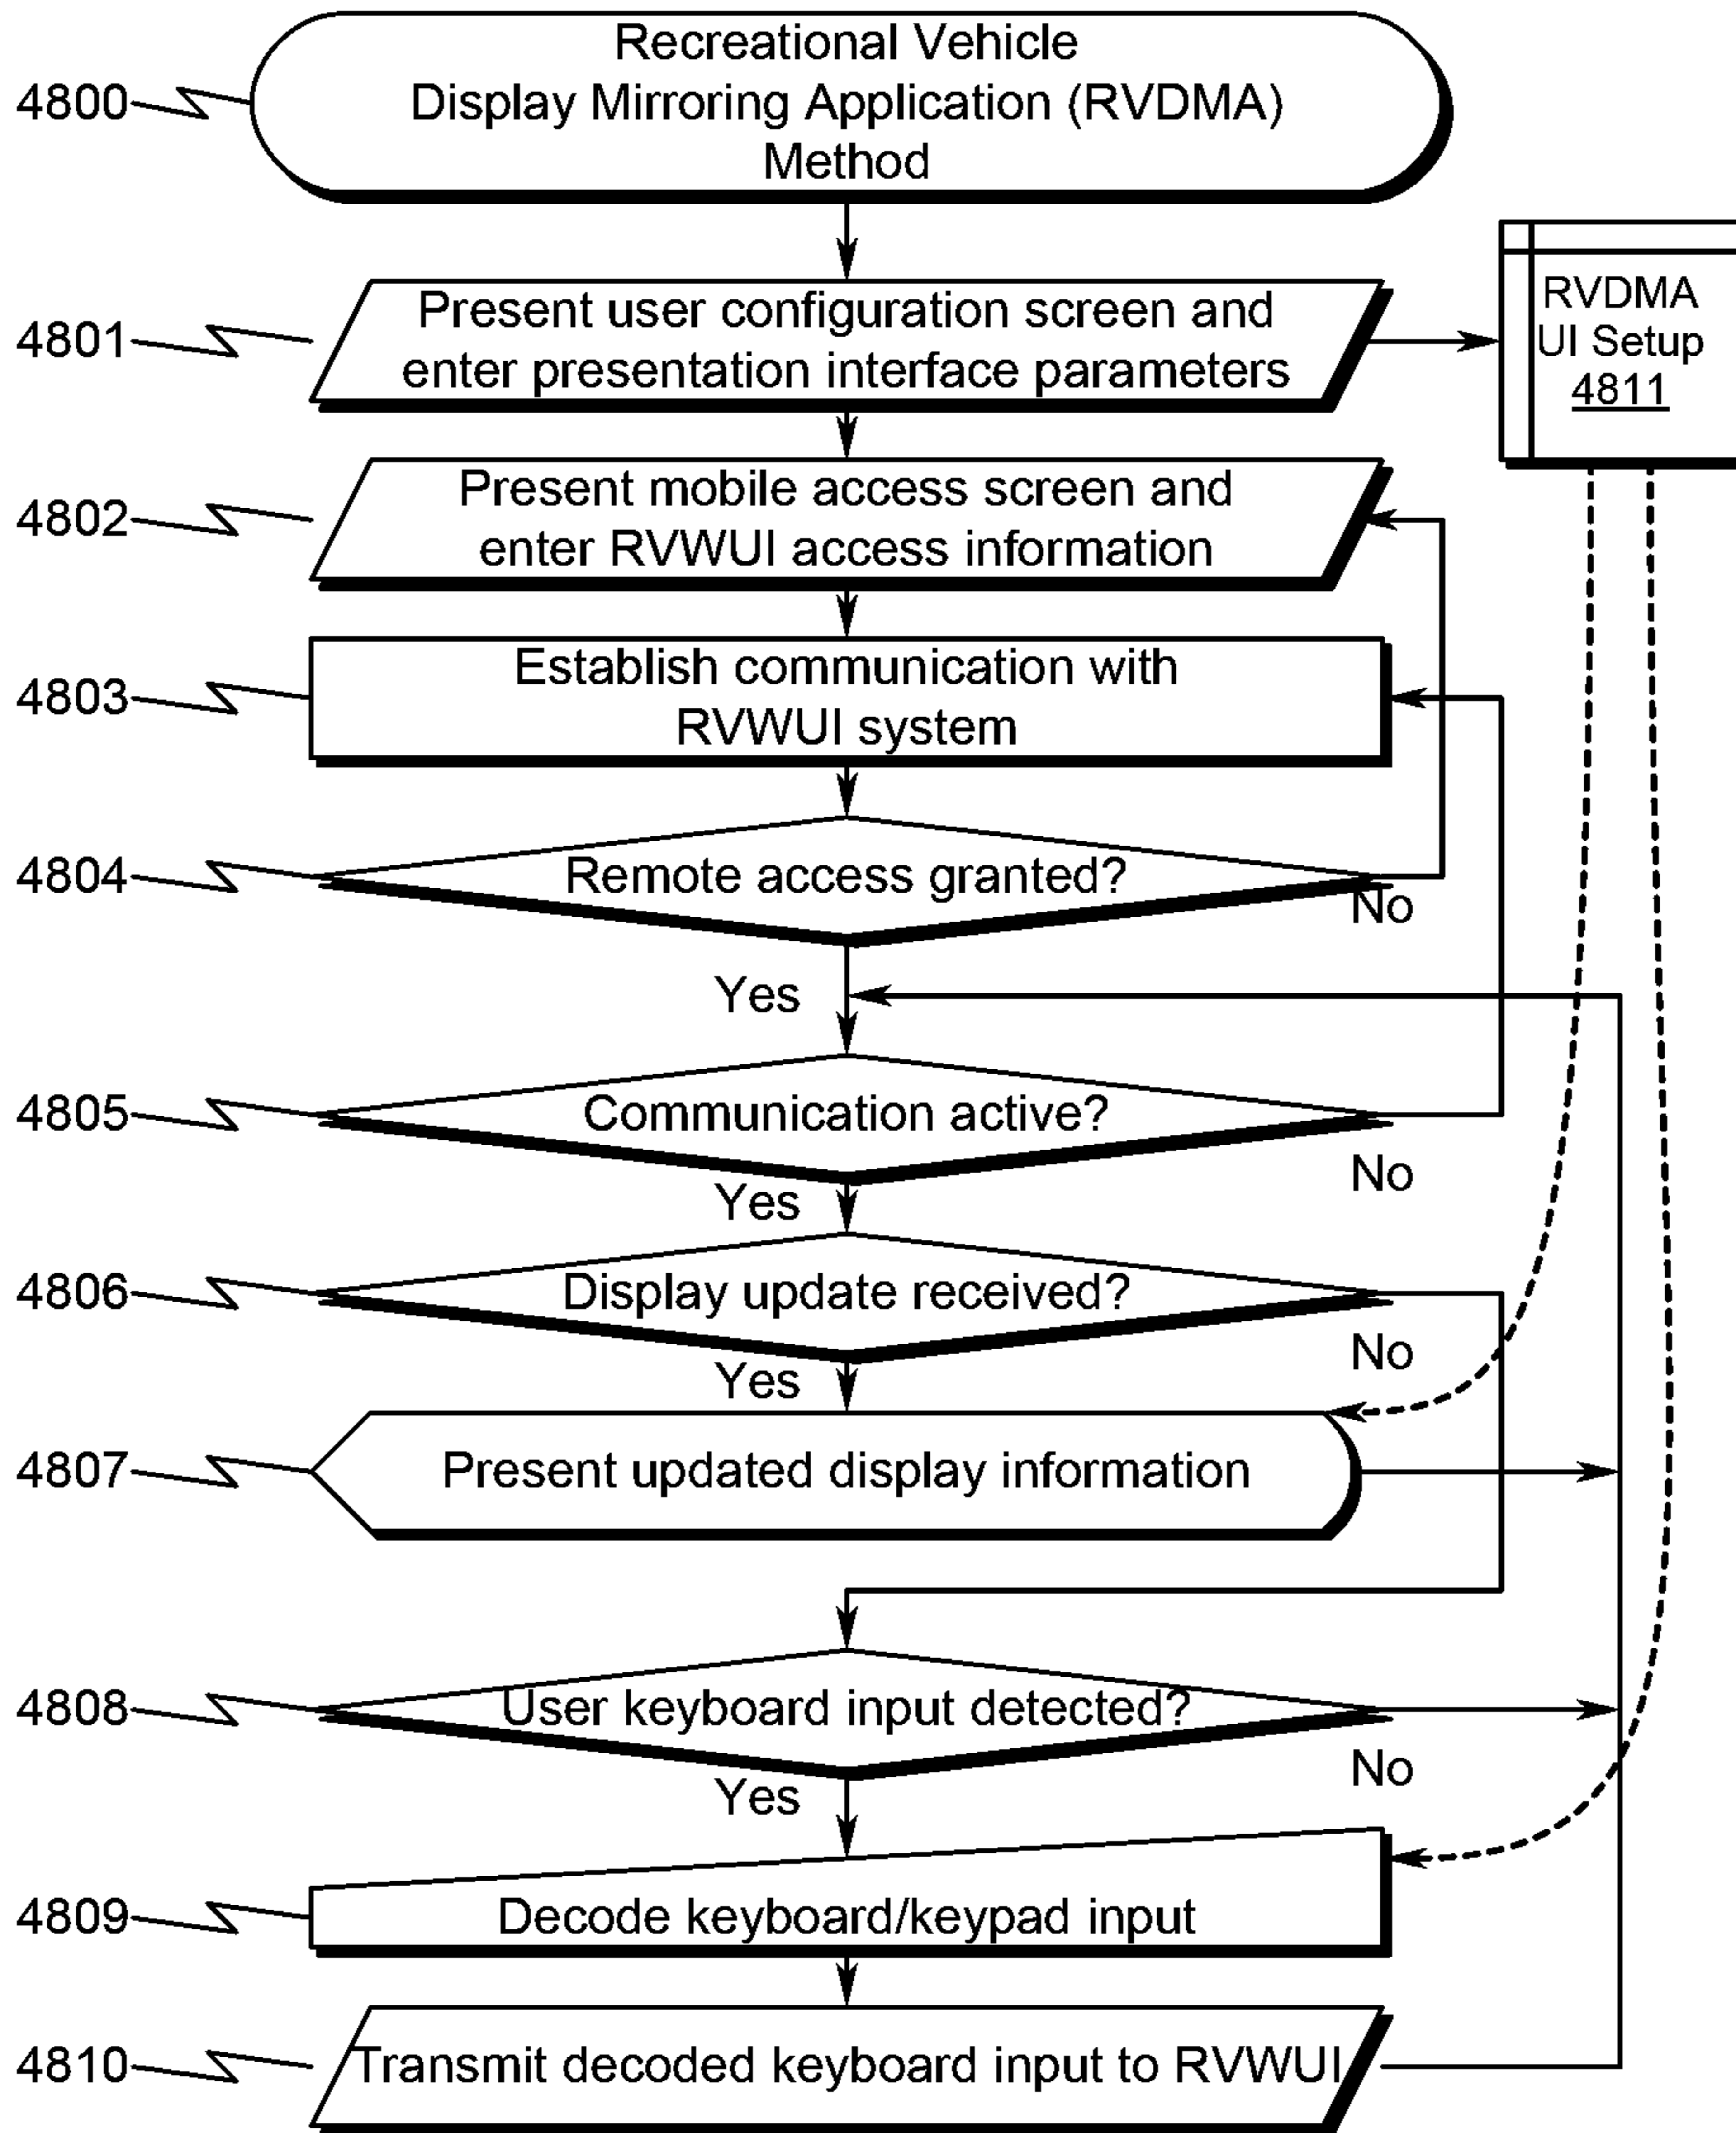 Recreational Vehicle
Display Mirroring Application (RVDMA)
Method
4800
4801
Present user configuration screen and
enter presentation interface parameters
RVDMA
UI Setup
4811
4802
Present mobile access screen and
enter RVWUI access information
4803
Establish communication with
RVWUI system
4804
Remote access granted?
No
Yes
4805
Communication active?
No
Yes
4806
Display update received?
No
Yes
4807
Present updated display information
4808
User keyboard input detected?
No
Yes
4809
Decode keyboard/keypad input
4810
Transmit decoded keyboard input to RVWUI